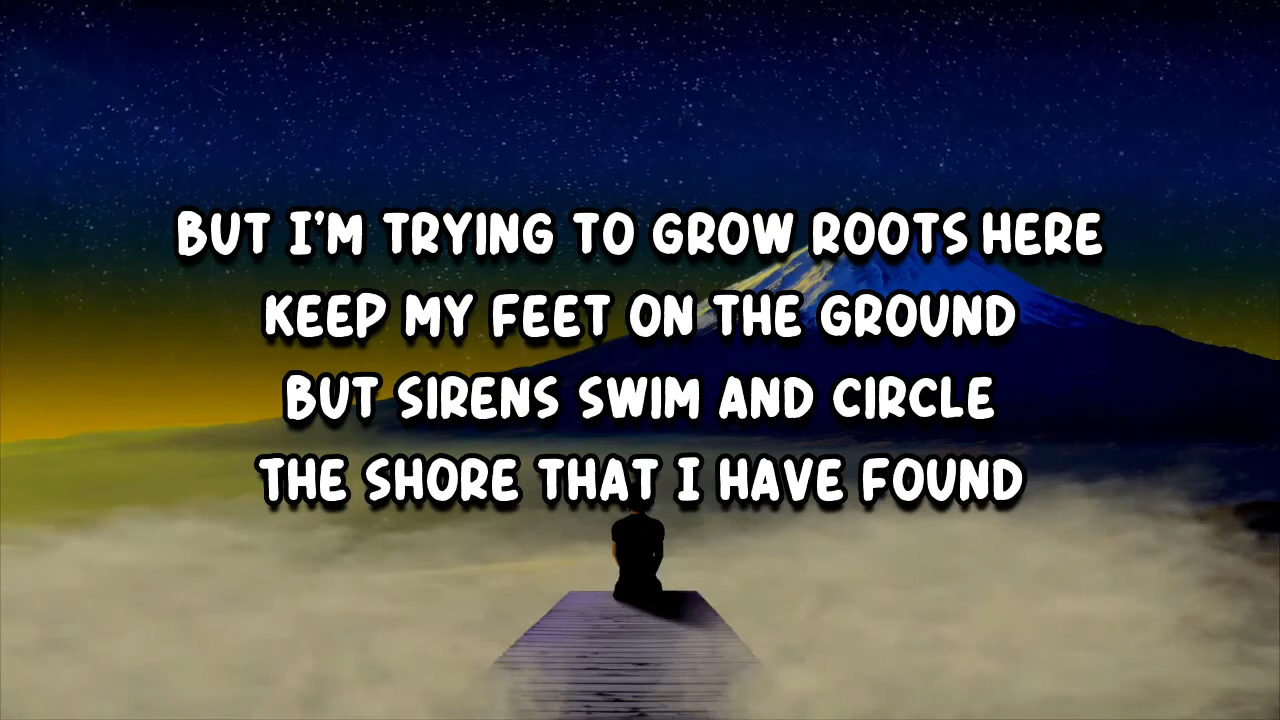 BUT I'M TRYING TO GROW ROOTS HERE
KEEP MY FEET ON THE GROUND
BUT SIRENS SWIM AND CIRCLE
THE SHORE THAT I HAVE FOUND